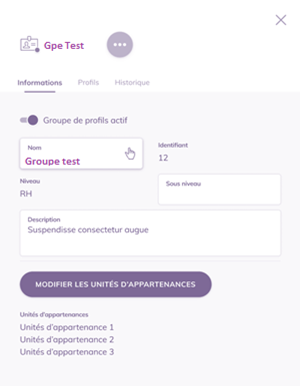 Gpe Test
Informations Profils Historique
Groupe de profils actif
Nom
Groupe test
Identifiant
12
Niveau
RH
Sous niveau
Description
Suspendisse consectetur augue
MODIFIER LES UNITÉS D'APPARTENANCES
Unités d'appartenances
Unités d'appartenance 1
Unités d'appartenance 2
Unités d'appartenance 3